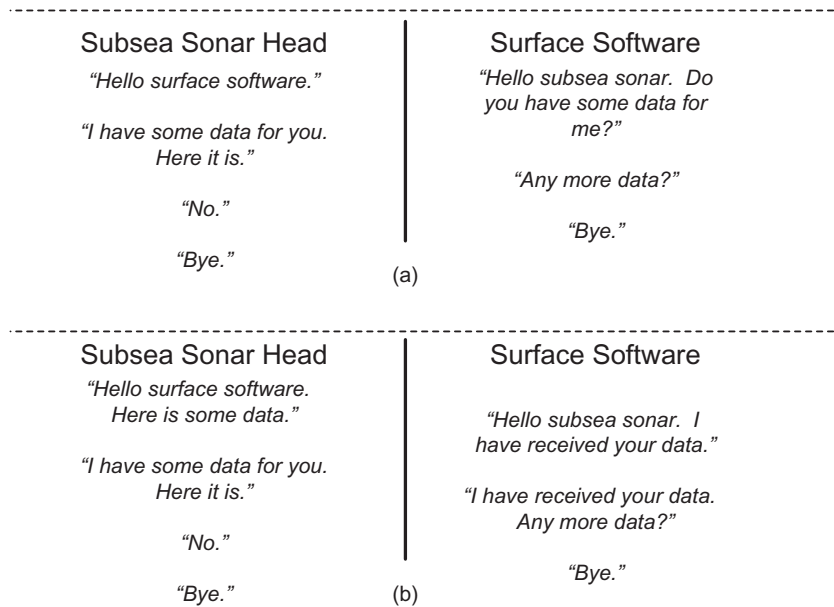 Subsea Sonar Head
“Hello surface software.”
“I have some data for you.
Here it is.”
“No.”
“Bye.”
Surface Software
“Hello subsea sonar.  Do
you have some data for
me?”
“Any more data?”
“Bye.”
(a)
Subsea Sonar Head
“Hello surface software.
Here is some data.”
“I have some data for you.
Here it is.”
“No.”
“Bye.”
Surface Software
“Hello subsea sonar.  I
have received your data.”
“I have received your data.
Any more data?”
“Bye.”
(b)